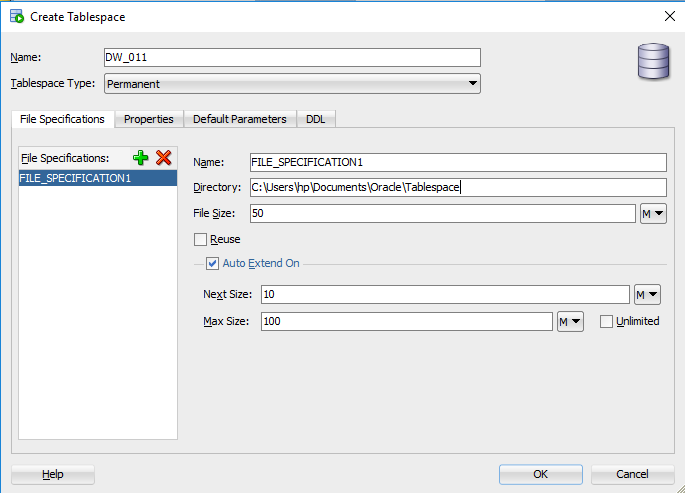 Create Tablespace
Name: DW_011
Tablespace Type: Permanent
File Specifications Properties Default Parameters DDL
File Specifications:
FILE_SPECIFICATION1
Name: FILE_SPECIFICATION1
Directory: C:\Users\hp\Documents\Oracle\Tablespace
File Size: 50 M
Reuse
Auto Extend On
Next Size: 10 M
Max Size: 100 M Unlimited
Help OK Cancel